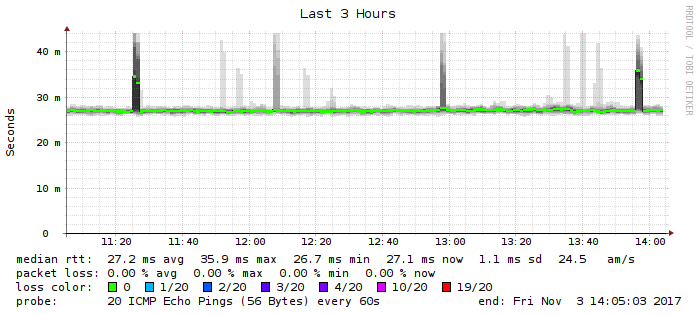 Last 3 Hours
RRDTOOL / TOBI OETIKER
Seconds
40 m
30 m
20 m
10 m
0
11:20 11:40 12:00 12:20 12:40 13:00 13:20 13:40 14:00
median rtt: 27.2 ms avg 35.9 ms max 26.7 ms min 27.1 ms now 1.1 ms sd 24.5 am/s
packet loss: 0.00 % avg 0.00 % max 0.00 % min 0.00 % now
loss color: 0 1/20 2/20 3/20 4/20 10/20 19/20
probe: 20 ICMP Echo Pings (56 Bytes) every 60s end: Fri Nov 3 14:05:03 2017